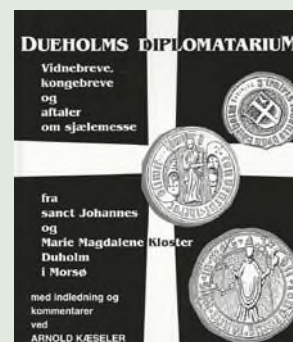 DUEHOLMS DIPLOMATARIUM
Vidnebreve,
kongebreve
og
aftaler
om sjælemesse
fra
sanct Johannes
og
Marie Magdalene Kloster
Duholm
i Morsø
med indledning og
kommentarer
ved
ARNOLD KÆSELER